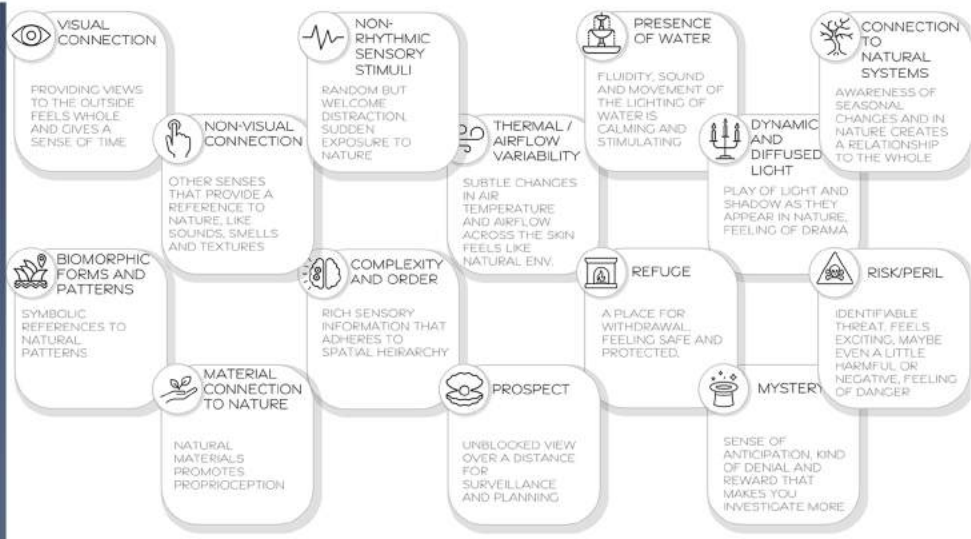 VISUAL
CONNECTION
PROVIDING VIEWS
TO THE OUTSIDE
FEELS WHOLE
AND GIVES A
SENSE OF TIME
NON-VISUAL
CONNECTION
OTHER SENSES
THAT PROVIDE A
REFERENCE TO
NATURE, LIKE
SOUNDS, SMELLS
AND TEXTURES
NON-
RHYTHMIC
SENSORY
STIMULI
RANDOM BUT
WELCOME
DISTRACTION,
SUDDEN
EXPOSURE TO
NATURE
THERMAL /
AIRFLOW
VARIABILITY
SUBTLE CHANGES
IN AIR
TEMPERATURE
AND AIRFLOW
ACROSS THE SKIN
FEELS LIKE
NATURAL ENV.
PRESENCE
OF WATER
FLUIDITY, SOUND
AND MOVEMENT OF
THE LIGHTING OF
WATER IS
CALMING AND
STIMULATING
DYNAMIC
AND
DIFFUSED
LIGHT
PLAY OF LIGHT AND
SHADOW AS THEY
APPEAR IN NATURE,
FEELING OF DRAMA
CONNECTION
TO
NATURAL
SYSTEMS
AWARENESS OF
SEASONAL
CHANGES AND IN
NATURE CREATES
A RELATIONSHIP
TO THE WHOLE
BIOMORPHIC
FORMS AND
PATTERNS
SYMBOLIC
REFERENCES TO
NATURAL
PATTERNS
MATERIAL
CONNECTION
TO NATURE
NATURAL
MATERIALS
PROMOTES
PROPRIOCEPTION
COMPLEXITY
AND ORDER
RICH SENSORY
INFORMATION THAT
ADHERES TO
SPATIAL HEIRARCHY
PROSPECT
UNBLOCKED VIEW
OVER A DISTANCE
FOR
SURVEILLANCE
AND PLANNING
REFUGE
A PLACE FOR
WITHDRAWAL,
FEELING SAFE AND
PROTECTED.
MYSTERY
SENSE OF
ANTICIPATION, KIND
OF DENIAL AND
REWARD THAT
MAKES YOU
INVESTIGATE MORE
RISK/PERIL
IDENTIFIABLE
THREAT, FEELS
EXCITING, MAYBE
EVEN A LITTLE
HARMFUL OR
NEGATIVE, FEELING
OF DANGER